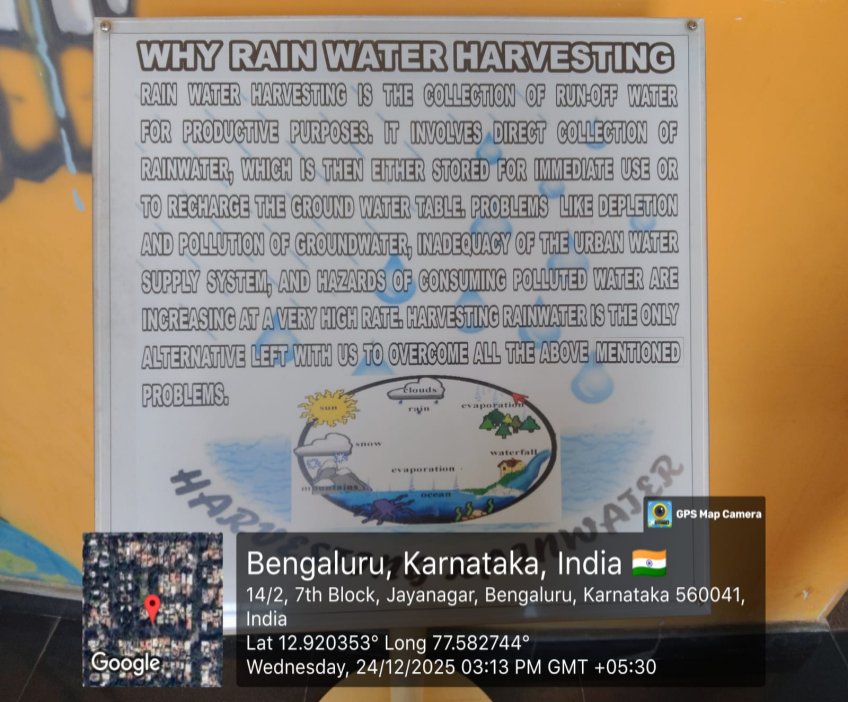 WHY RAIN WATER HARVESTING
RAIN WATER HARVESTING IS THE COLLECTION OF RUN-OFF WATER
FOR PRODUCTIVE PURPOSES. IT INVOLVES DIRECT COLLECTION OF
RAINWATER, WHICH IS THEN EITHER STORED FOR IMMEDIATE USE OR
TO RECHARGE THE GROUND WATER TABLE. PROBLEMS LIKE DEPLETION
AND POLLUTION OF GROUNDWATER, INADEQUACY OF THE URBAN WATER
SUPPLY SYSTEM, AND HAZARDS OF CONSUMING POLLUTED WATER ARE
INCREASING AT A VERY HIGH RATE. HARVESTING RAINWATER IS THE ONLY
ALTERNATIVE LEFT WITH US TO OVERCOME ALL THE ABOVE MENTIONED
PROBLEMS.
clouds
sun
rain
evaporation
snow
waterfall
evaporation
mountains
ocean
HARVESTING RAINWATER
GPS Map Camera
Bengaluru, Karnataka, India
14/2, 7th Block, Jayanagar, Bengaluru, Karnataka 560041,
India
Lat 12.920353° Long 77.582744°
Wednesday, 24/12/2025 03:13 PM GMT +05:30
Google